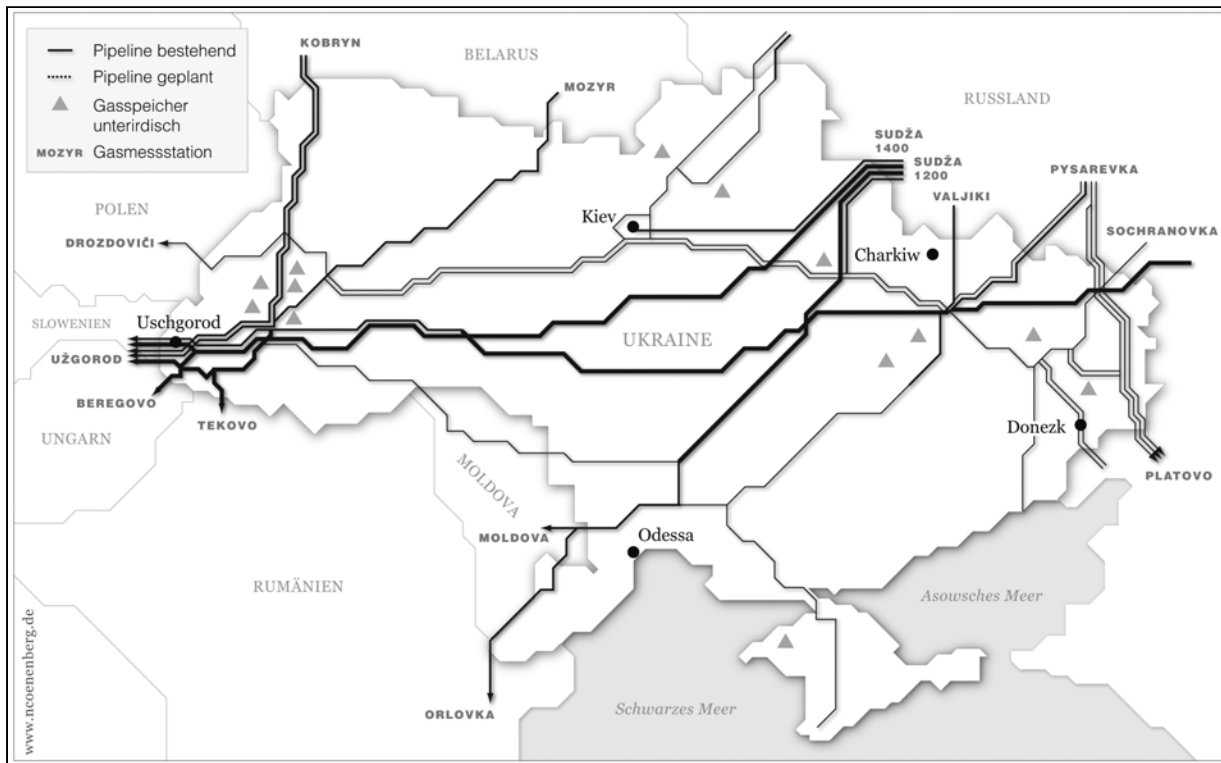 Pipeline bestehend
Pipeline geplant
Gasspeicher
unterirdisch
MOZYR Gasmessstation
KOBRYN
BELARUS
MOZYR
RUSSLAND
SUDŽA
1400
SUDŽA
1200
PYSAREVKA
VALJIKI
SOCHRANOVKA
POLEN
DROZDOVIČI
Kiev
Charkiw
SLOWENIEN
Uschgorod
UKRAINE
UŽGOROD
BEREGOVO
TEKOVO
UNGARN
Donezk
PLATOVO
MOLDOVA
MOLDOVA
Odessa
RUMÄNIEN
Asowsches Meer
Schwarzes Meer
ORLOVKA
www.ncoenenberg.de